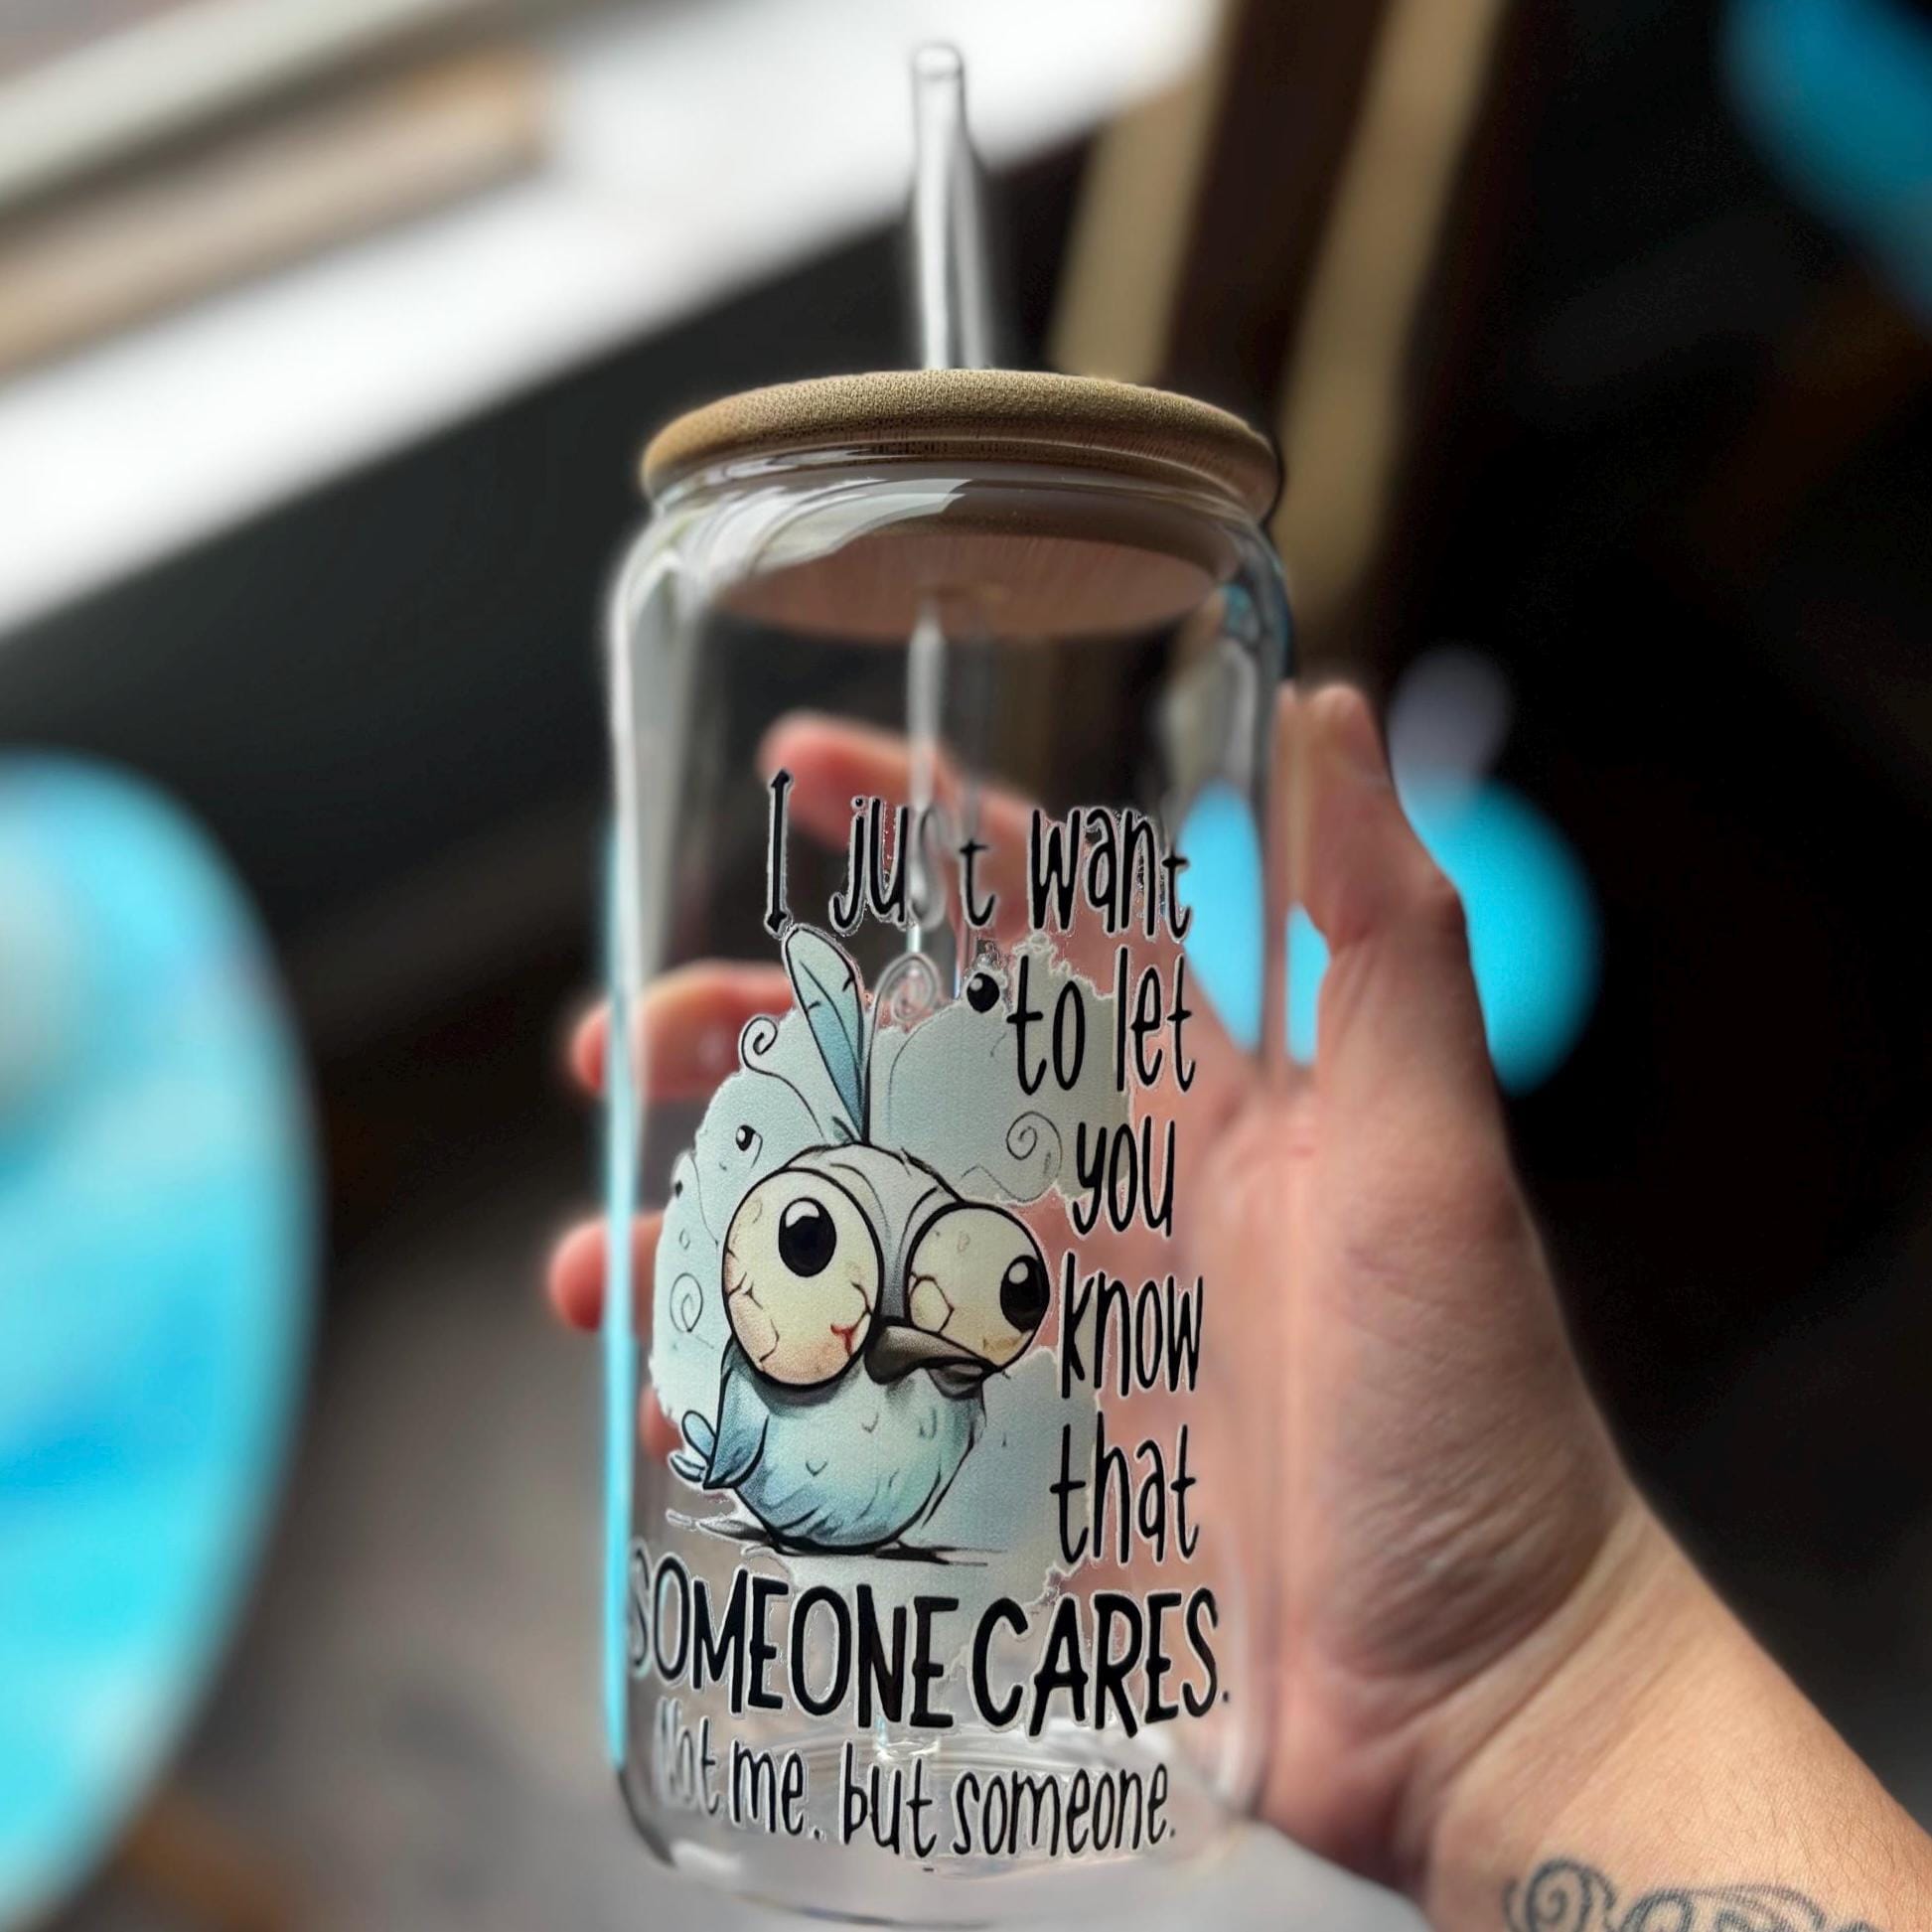 I just want
to let
you
know
that
SOMEONE CARES.
Not me, but someone.